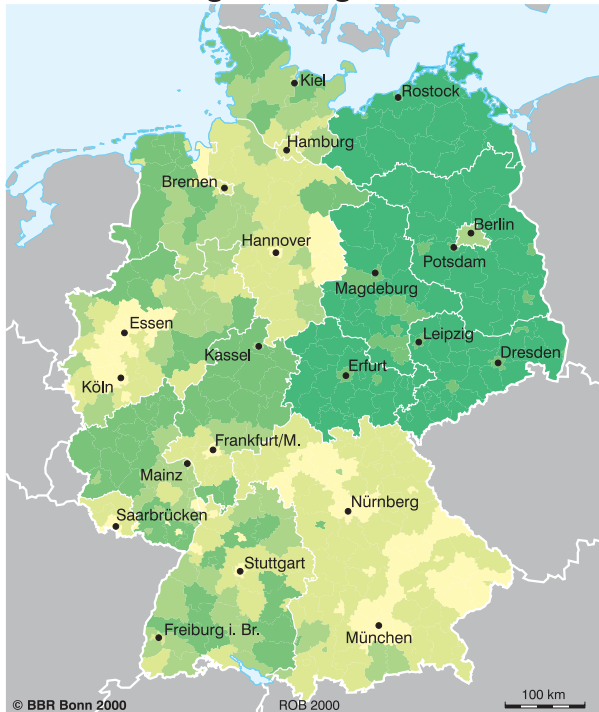 Kiel
Rostock
Hamburg
Bremen
Berlin
Hannover
Potsdam
Magdeburg
Essen
Leipzig
Kassel
Dresden
Erfurt
Köln
Frankfurt/M.
Mainz
Nürnberg
Saarbrücken
Stuttgart
Freiburg i. Br.
München
100 km
© BBR Bonn 2000
ROB 2000